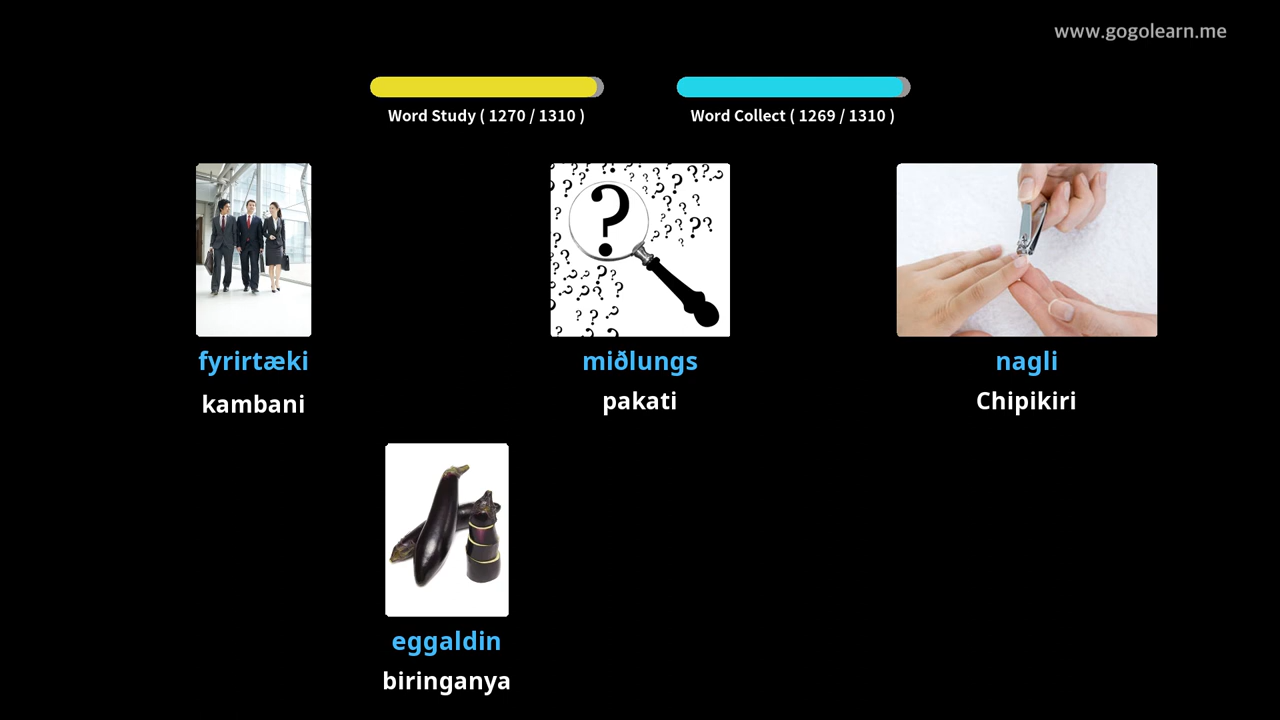 www.gogolearn.me
Word Study ( 1270 / 1310 )
Word Collect ( 1269 / 1310 )
fyrirtæki
kambani
miðlungs
pakati
nagli
Chipikiri
eggaldin
biringanya